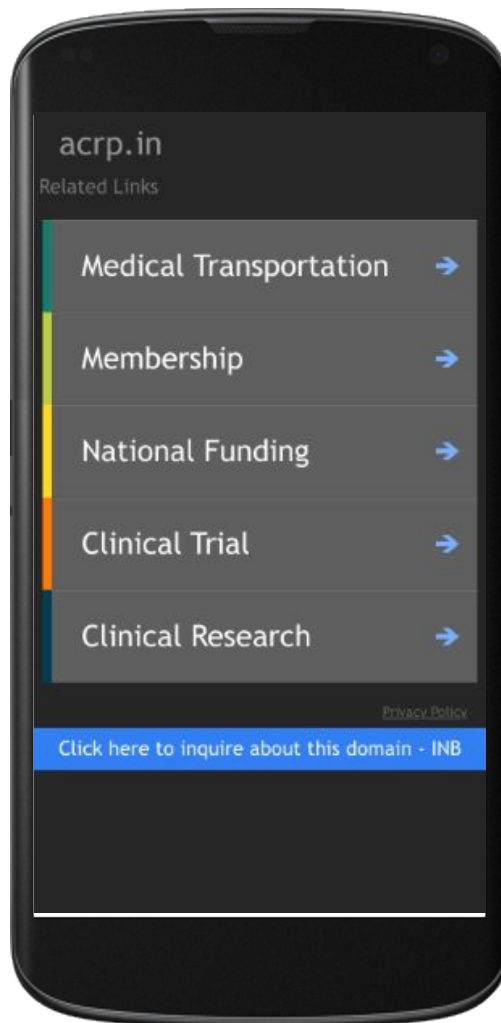 acrp.in
Related Links
Medical Transportation
Membership
National Funding
Clinical Trial
Clinical Research
Privacy Policy
Click here to inquire about this domain - INB